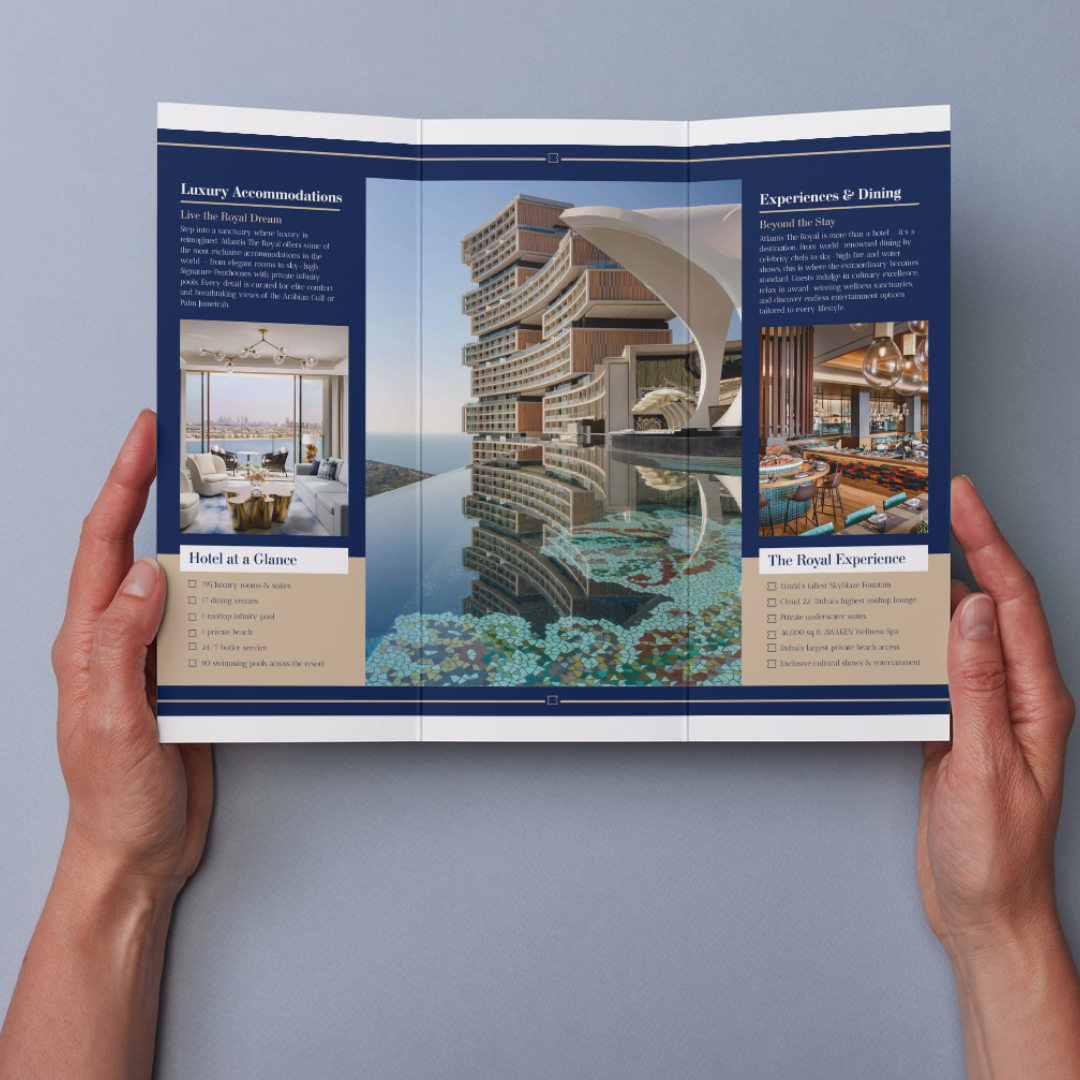 Luxury Accommodations
Live the Royal Dream
Step into a sanctuary where luxury is
reimagined. Atlantis The Royal offers some of
the most exclusive accommodations in the
world – from elegant rooms to sky-high
Signature Penthouses with private infinity
pools. Every detail is curated for elite comfort
and breathtaking views of the Arabian Gulf or
Palm Jumeirah.
Hotel at a Glance
795 luxury rooms & suites
17 dining venues
1 rooftop infinity pool
1 private beach
24/7 butler service
90 swimming pools across the resort
Experiences & Dining
Beyond the Stay
Atlantis The Royal is more than a hotel – it's a
destination. From world-renowned dining by
celebrity chefs to sky-high fire and water
shows, this is where the extraordinary becomes
standard. Guests indulge in culinary excellence,
relax in award-winning wellness sanctuaries,
and discover endless entertainment options
tailored to every lifestyle.
The Royal Experience
World's tallest Skyblaze Fountain
Cloud 22: Dubai's highest rooftop lounge
Private underwater suites
46,000 sq ft AWAKEN Wellness Spa
Dubai's largest private beach access
Exclusive cultural shows & entertainment